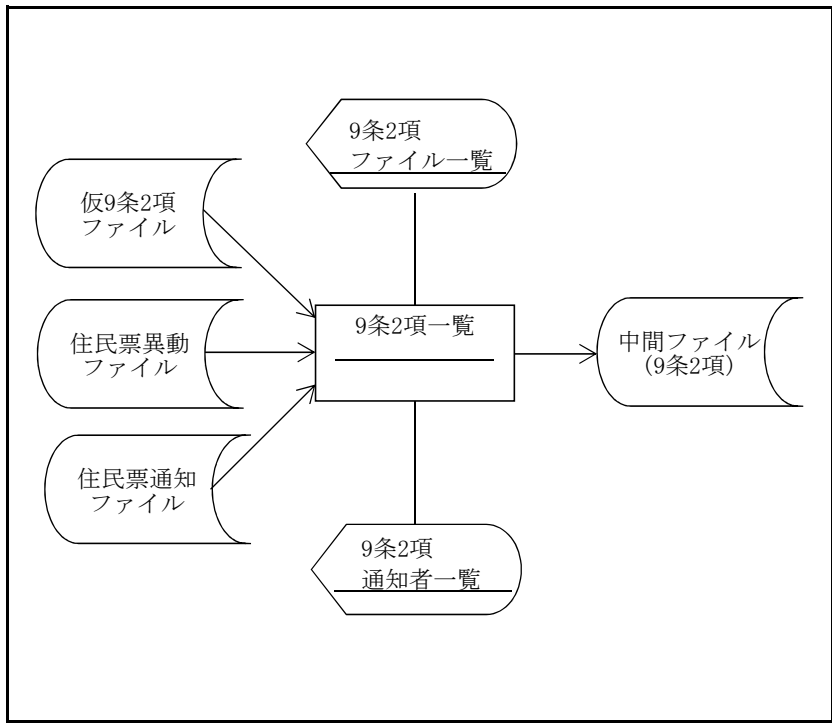 9条2項
ファイル一覧
仮9条2項
ファイル
9条2項一覧
住民票異動
ファイル
中間ファイル
(9条2項)
住民票通知
ファイル
9条2項
通知者一覧